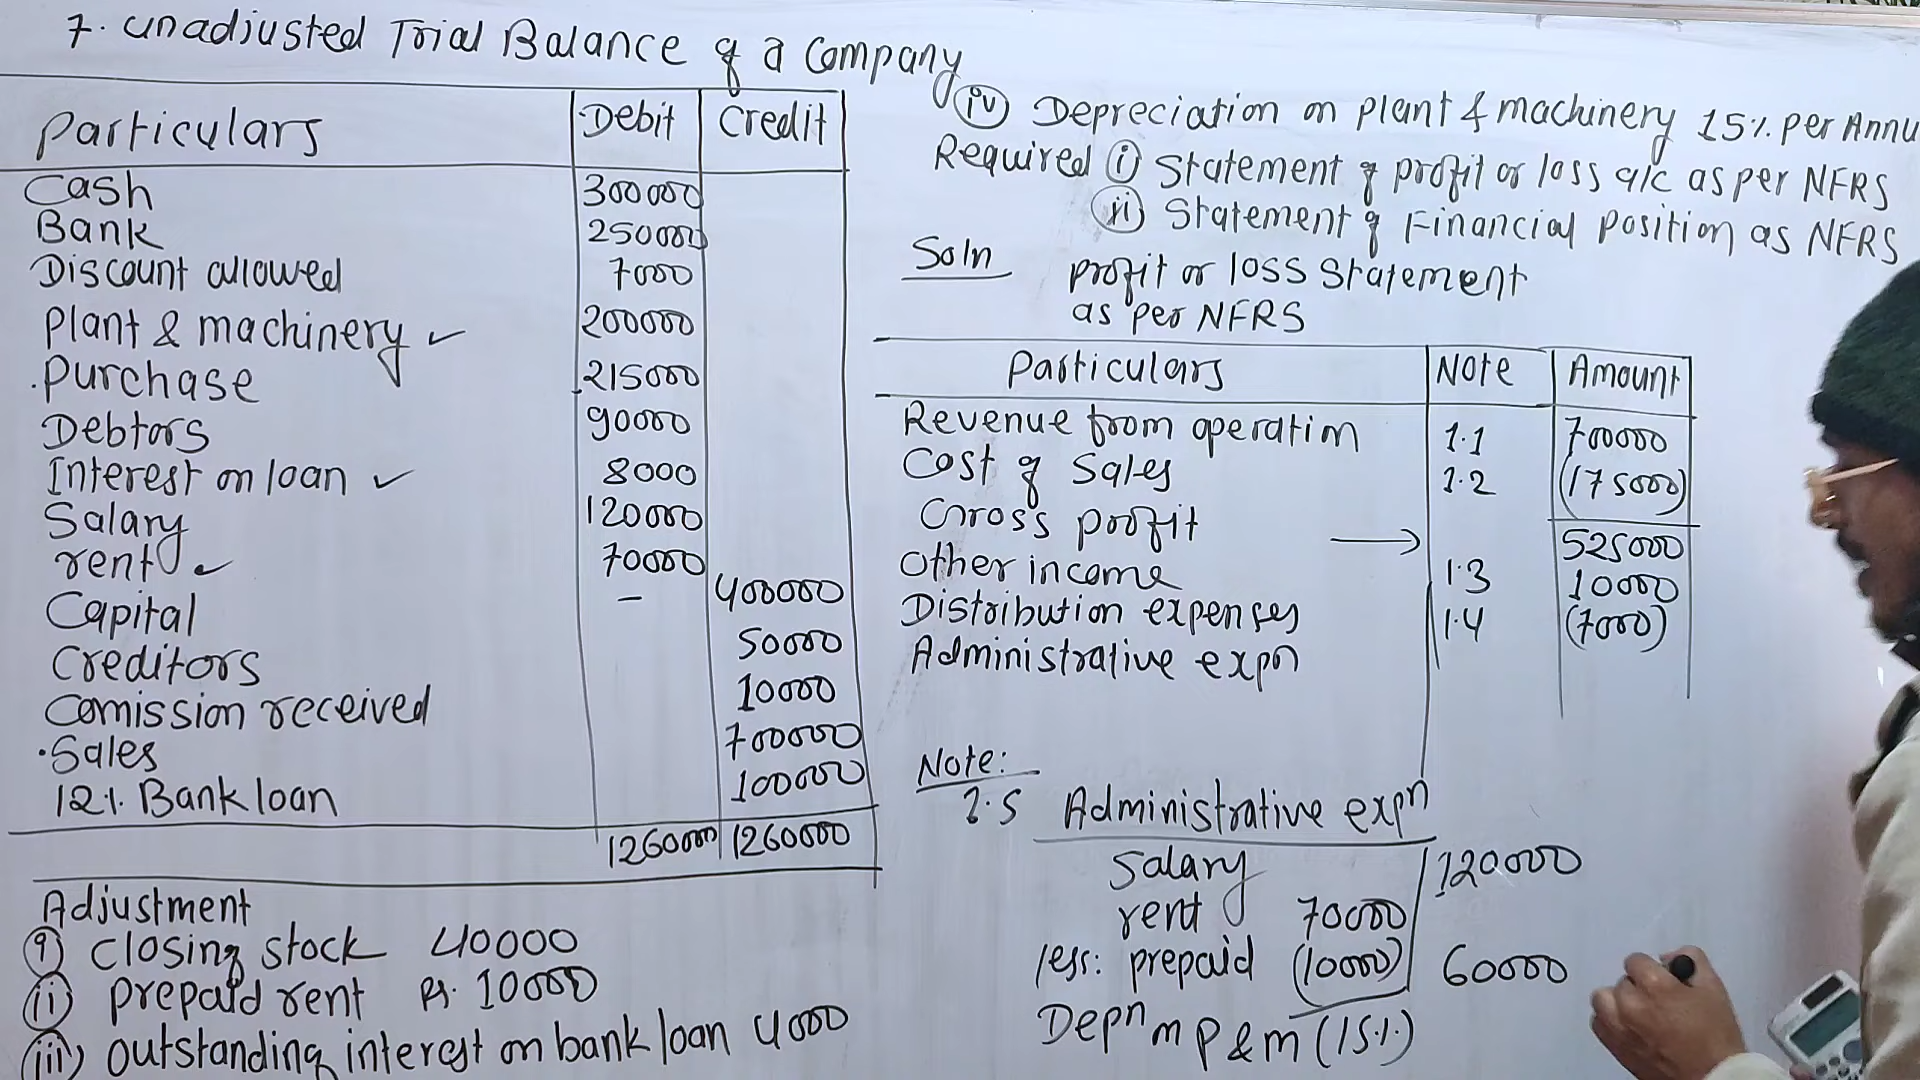 7. Unadjusted Trial Balance of a Company
Particulars Debit Credit
Cash 300000
Bank 250000
Discount allowed 7000
Plant & machinery ✓ 200000
.Purchase 215000
Debtors 90000
Interest on loan ✓ 8000
Salary 120000
rent ✓ 70000
Capital – 400000
Creditors 50000
Comission received 10000
.Sales 700000
12% Bank loan 100000
1260000 1260000
Adjustment
(i) closing stock 40000
(ii) prepaid rent Rs. 10000
(iii) outstanding interest on bank loan 4000
(iv) Depreciation on plant & machinery 15% per Annu
Required (i) Statement of profit or loss a/c as per NFRS
(ii) Statement of Financial position as NFRS
Soln profit or loss Statement
as per NFRS
Particulars Note Amount
Revenue from operation 1.1 700000
Cost of Sales 1.2 (175000)
Gross profit → 525000
Other income 1.3 10000
Distribution expenses 1.4 (7000)
Administrative expn
Note:
1.5 Administrative expn
Salary 120000
rent 70000
less: prepaid (10000) 60000
Depn on P & m (15%)